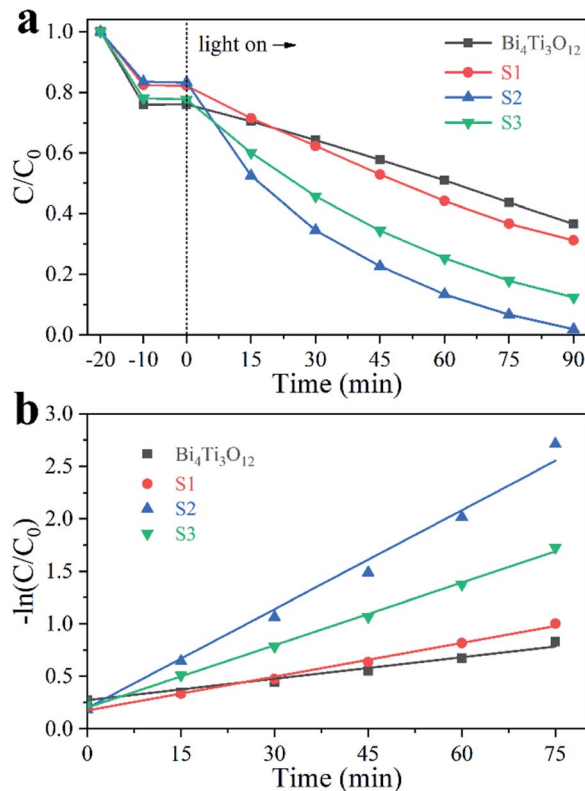 a
light on →
Bi₄Ti₃O₁₂
S1
S2
S3
C/C₀
1.0
0.8
0.6
0.4
0.2
0.0
-20 -10 0 15 30 45 60 75 90
Time (min)
b
Bi₄Ti₃O₁₂
S1
S2
S3
-ln(C/C₀)
3.0
2.5
2.0
1.5
1.0
0.5
0.0
0 15 30 45 60 75
Time (min)